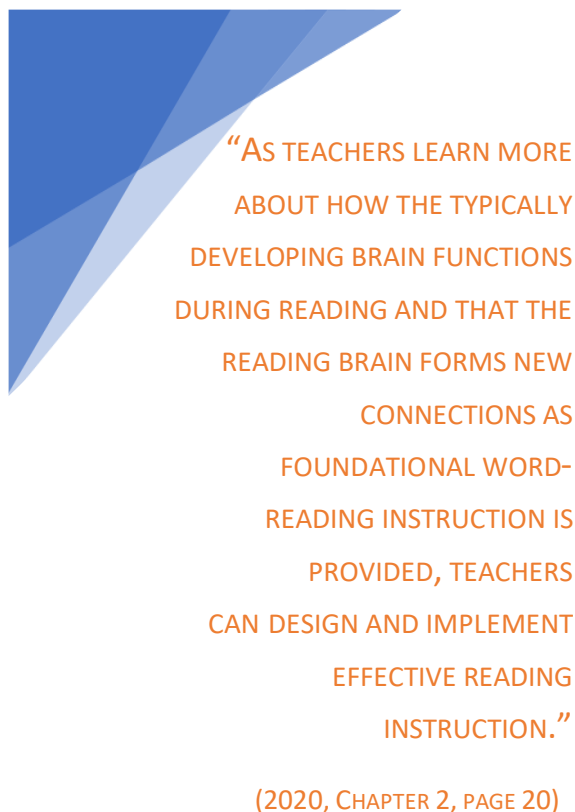 “As teachers learn more
about how the typically
developing brain functions
during reading and that the
reading brain forms new
connections as
foundational word-
reading instruction is
provided, teachers
can design and implement
effective reading
instruction.”
(2020, Chapter 2, page 20)